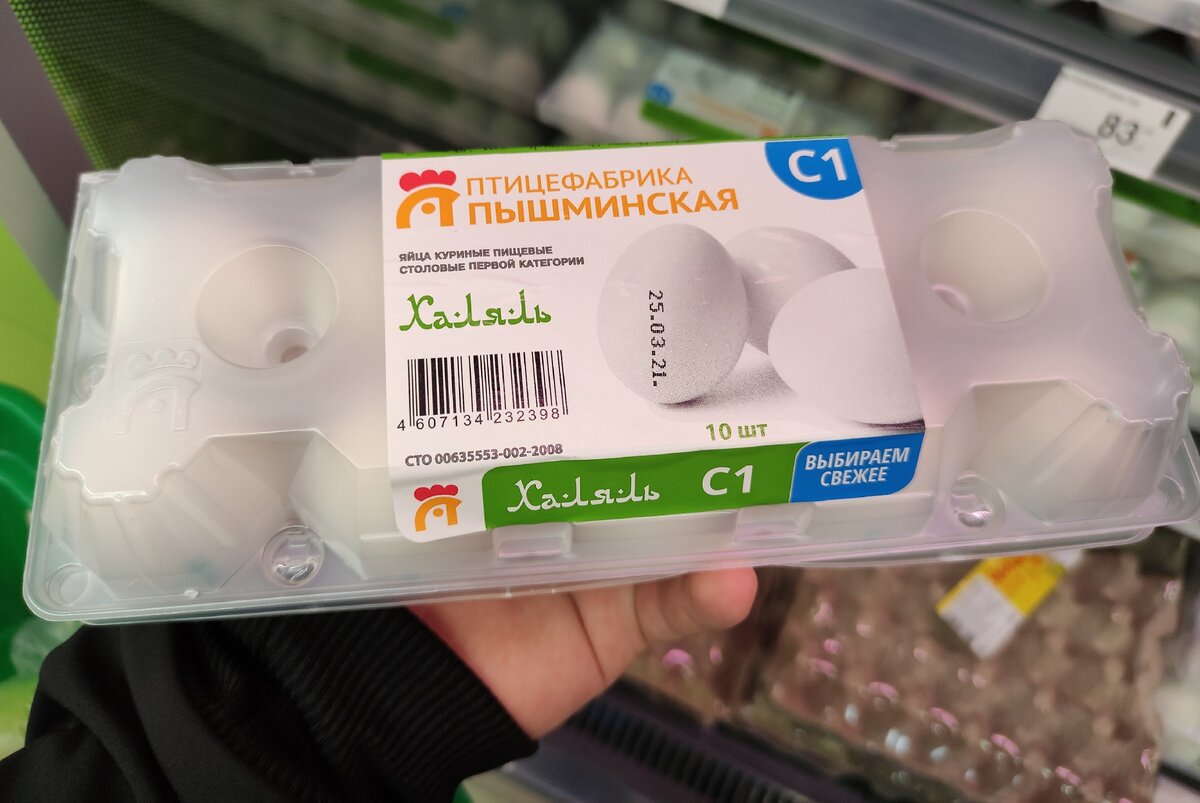 ПТИЦЕФАБРИКА
ПЫШМИНСКАЯ
С1
ЯЙЦА КУРИНЫЕ ПИЩЕВЫЕ
СТОЛОВЫЕ ПЕРВОЙ КАТЕГОРИИ
Халяль
25.03.21.
4 607134 232398
10 шт
СТО 00635553-002-2008
Халяль С1
ВЫБИРАЕМ
СВЕЖЕЕ
83